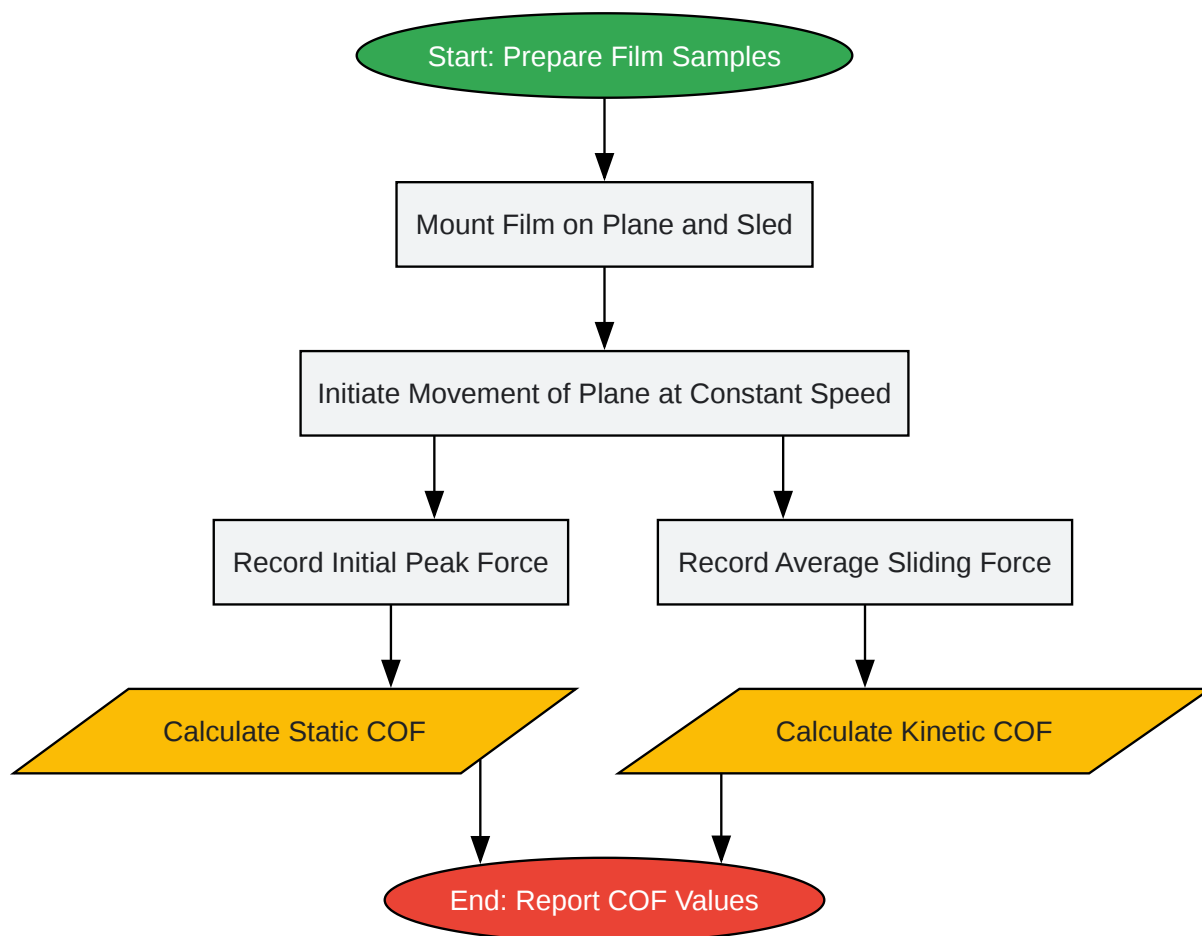 Start: Prepare Film Samples
Mount Film on Plane and Sled
Initiate Movement of Plane at Constant Speed
Record Initial Peak Force
Record Average Sliding Force
Calculate Static COF
Calculate Kinetic COF
End: Report COF Values